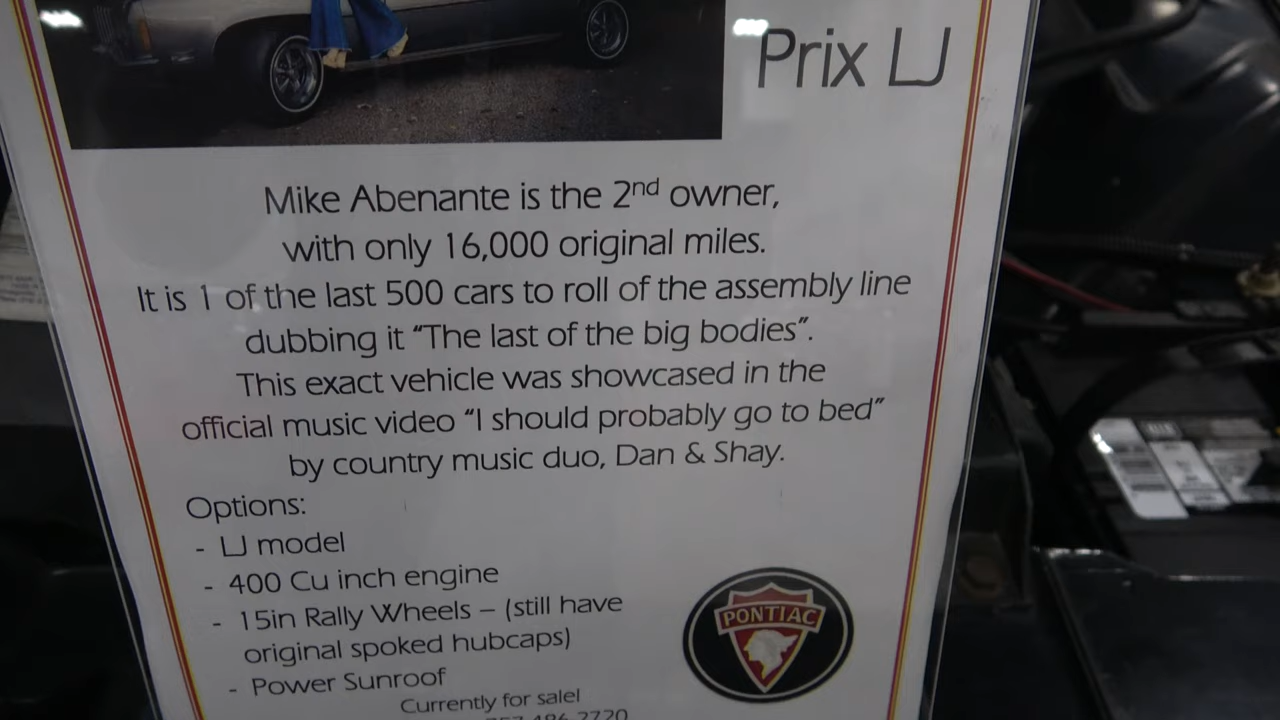 Prix LJ
Mike Abenante is the 2nd owner,
with only 16,000 original miles.
It is 1 of the last 500 cars to roll of the assembly line
dubbing it “The last of the big bodies”.
This exact vehicle was showcased in the
official music video “I should probably go to bed”
by country music duo, Dan & Shay.
Options:
- LJ model
- 400 Cu inch engine
- 15in Rally Wheels – (still have
original spoked hubcaps)
- Power Sunroof
PONTIAC
Currently for sale!